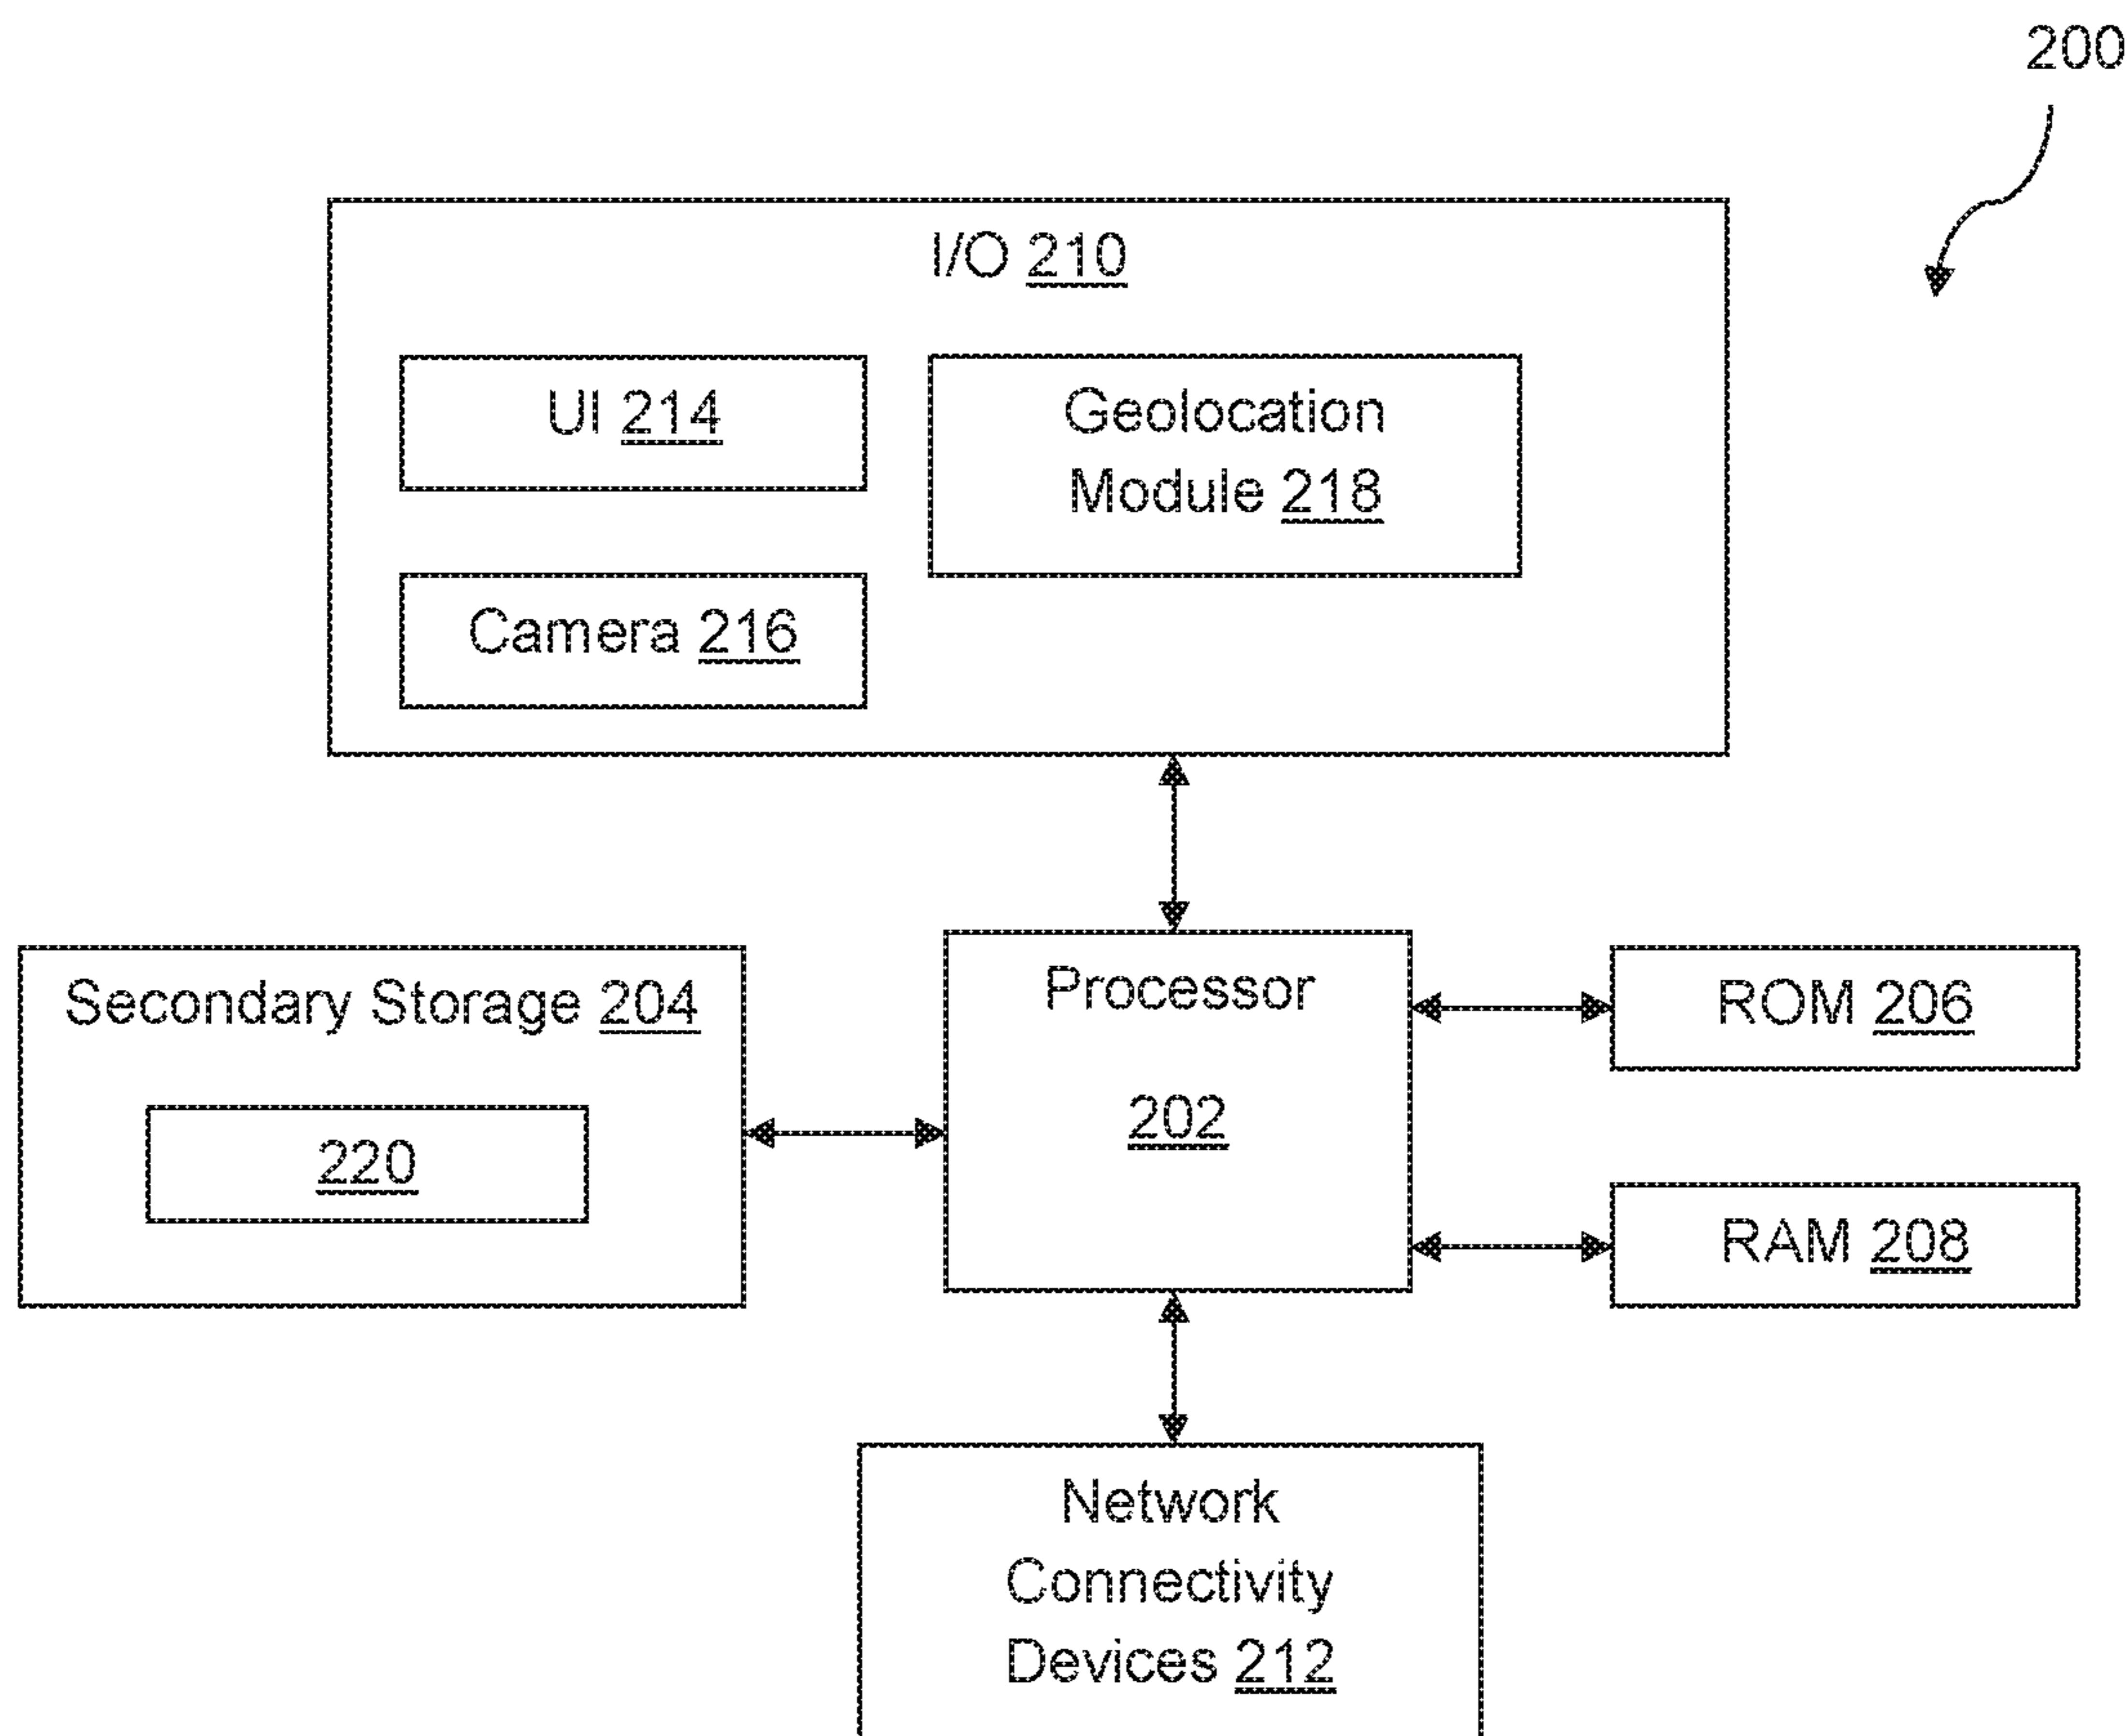 200
I/O 210
UI 214
Geolocation
Module 218
Camera 216
Secondary Storage 204
220
Processor
202
ROM 206
RAM 208
Network
Connectivity
Devices 212